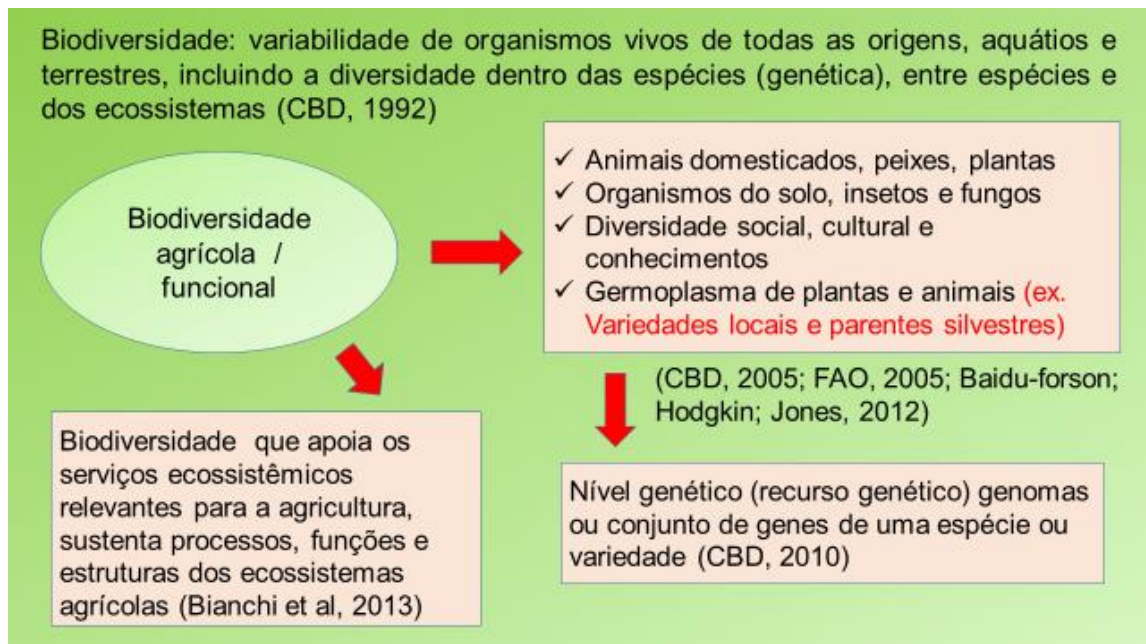 Biodiversidade: variabilidade de organismos vivos de todas as origens, aquátios e
terrestres, incluindo a diversidade dentro das espécies (genética), entre espécies e
dos ecossistemas (CBD, 1992)
Biodiversidade
agrícola /
funcional
✓ Animais domesticados, peixes, plantas
✓ Organismos do solo, insetos e fungos
✓ Diversidade social, cultural e
conhecimentos
✓ Germoplasma de plantas e animais (ex.
Variedades locais e parentes silvestres)
(CBD, 2005; FAO, 2005; Baidu-forson;
Hodgkin; Jones, 2012)
Biodiversidade que apoia os
serviços ecossistêmicos
relevantes para a agricultura,
sustenta processos, funções e
estruturas dos ecossistemas
agrícolas (Bianchi et al, 2013)
Nível genético (recurso genético) genomas
ou conjunto de genes de uma espécie ou
variedade (CBD, 2010)